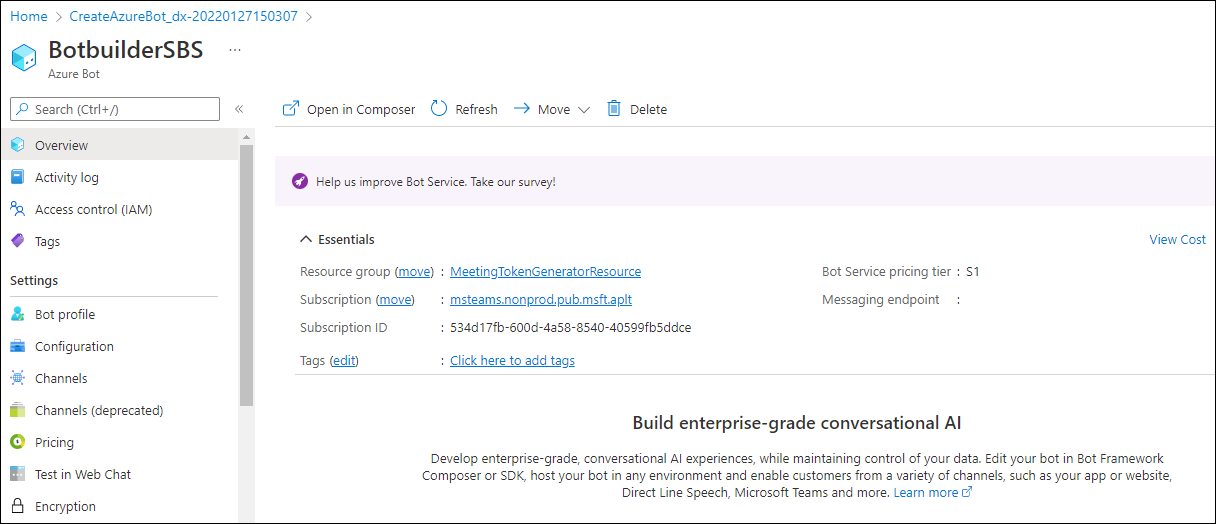 Home > CreateAzureBot_dx-20220127150307 >
BotbuilderSBS ...
Azure Bot
Search (Ctrl+/) «
Overview
Activity log
Access control (IAM)
Tags
Settings
Bot profile
Configuration
Channels
Channels (deprecated)
Pricing
Test in Web Chat
Encryption
Open in Composer Refresh Move Delete
Help us improve Bot Service. Take our survey!
Essentials View Cost
Resource group (move) : MeetingTokenGeneratorResource Bot Service pricing tier : S1
Subscription (move) : msteams.nonprod.pub.msft.aplt Messaging endpoint :
Subscription ID : 534d17fb-600d-4a58-8540-40599fb5ddce
Tags (edit) : Click here to add tags
Build enterprise-grade conversational AI
Develop enterprise-grade, conversational AI experiences, while maintaining control of your data. Edit your bot in Bot Framework
Composer or SDK, host your bot in any environment and enable customers from a variety of channels, such as your app or website,
Direct Line Speech, Microsoft Teams and more. Learn more